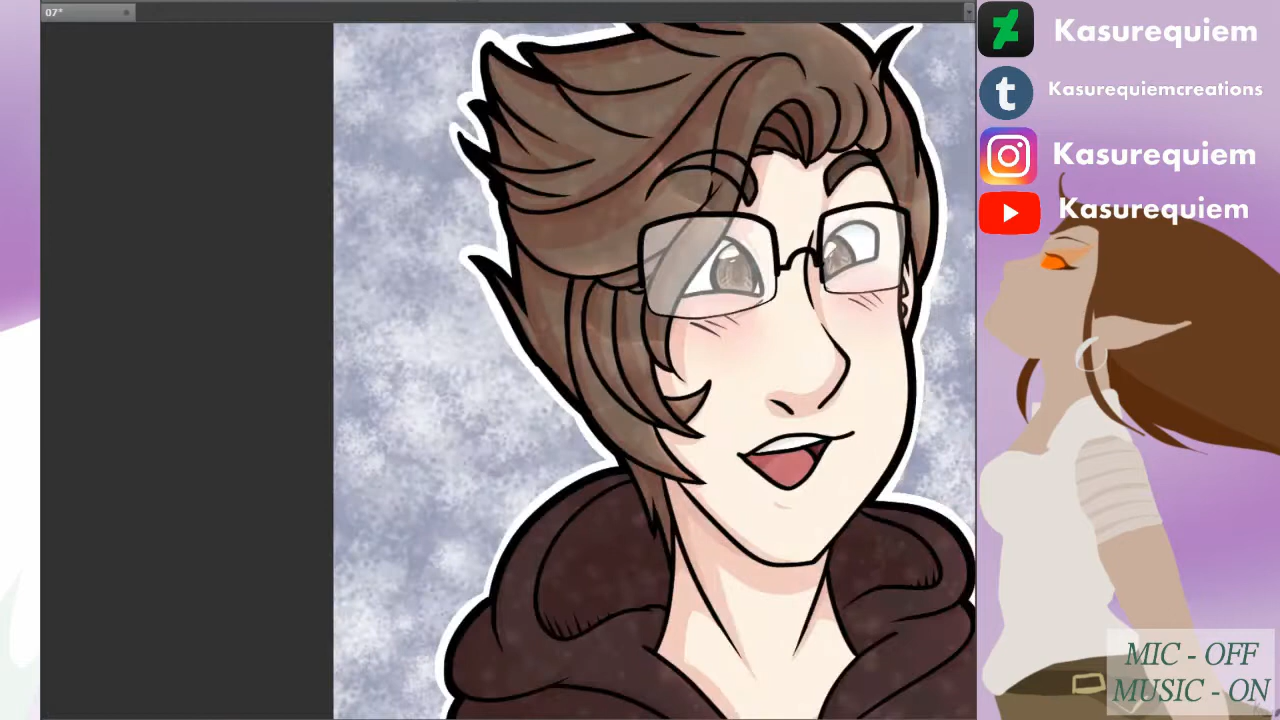 07*
Kasurequiem
t
Kasurequiemcreations
Kasurequiem
Kasurequiem
MIC - OFF
MUSIC - ON